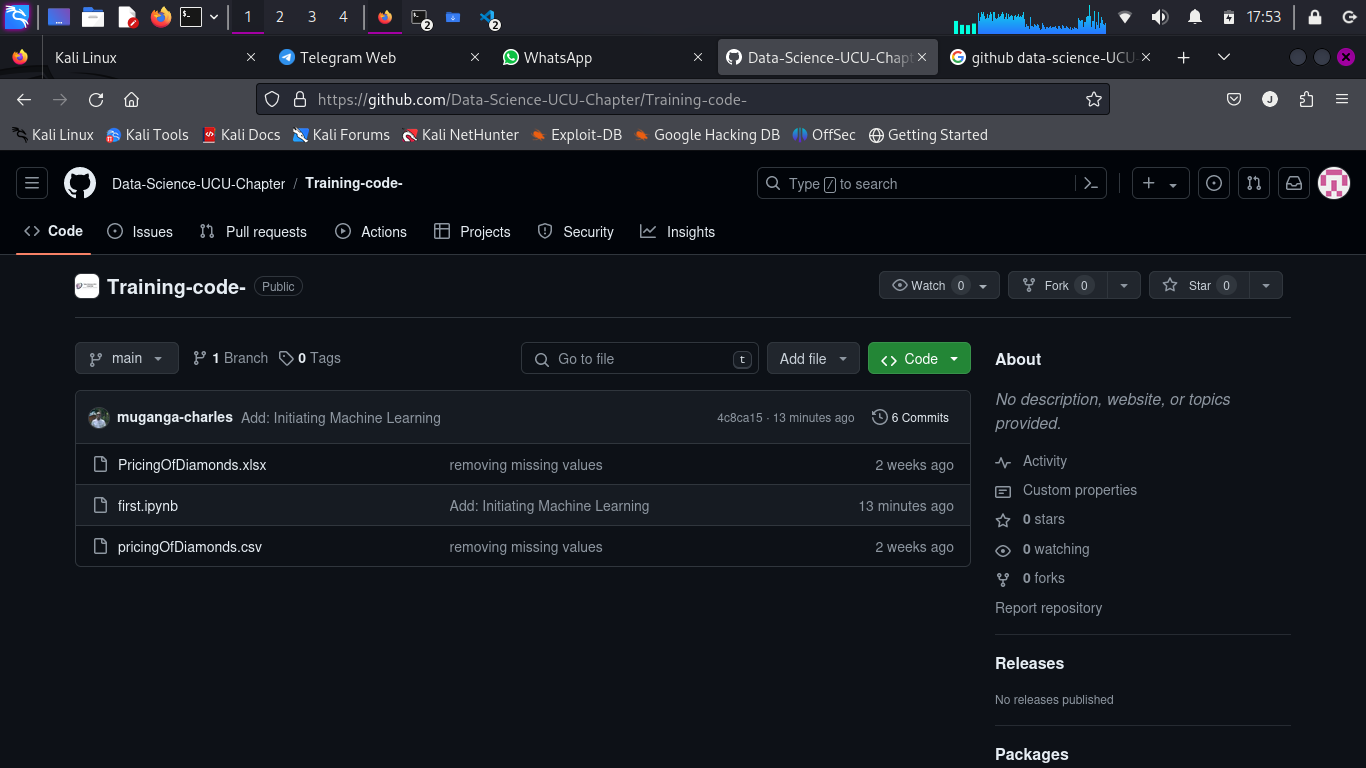 1 2 3 4 2 2 17:53
Kali Linux Telegram Web WhatsApp Data-Science-UCU-Chapt github data-science-UCU
https://github.com/Data-Science-UCU-Chapter/Training-code- J
Kali Linux Kali Tools Kali Docs Kali Forums Kali NetHunter Exploit-DB Google Hacking DB OffSec Getting Started
Data-Science-UCU-Chapter / Training-code- Type / to search
Code Issues Pull requests Actions Projects Security Insights
Training-code- Public Watch 0 Fork 0 Star 0
main 1 Branch 0 Tags Go to file t Add file Code
About
muganga-charles Add: Initiating Machine Learning 4c8ca15 · 13 minutes ago 6 Commits
No description, website, or topics
provided.
PricingOfDiamonds.xlsx removing missing values 2 weeks ago
Activity
first.ipynb Add: Initiating Machine Learning 13 minutes ago
Custom properties
0 stars
pricingOfDiamonds.csv removing missing values 2 weeks ago
0 watching
0 forks
Report repository
Releases
No releases published
Packages